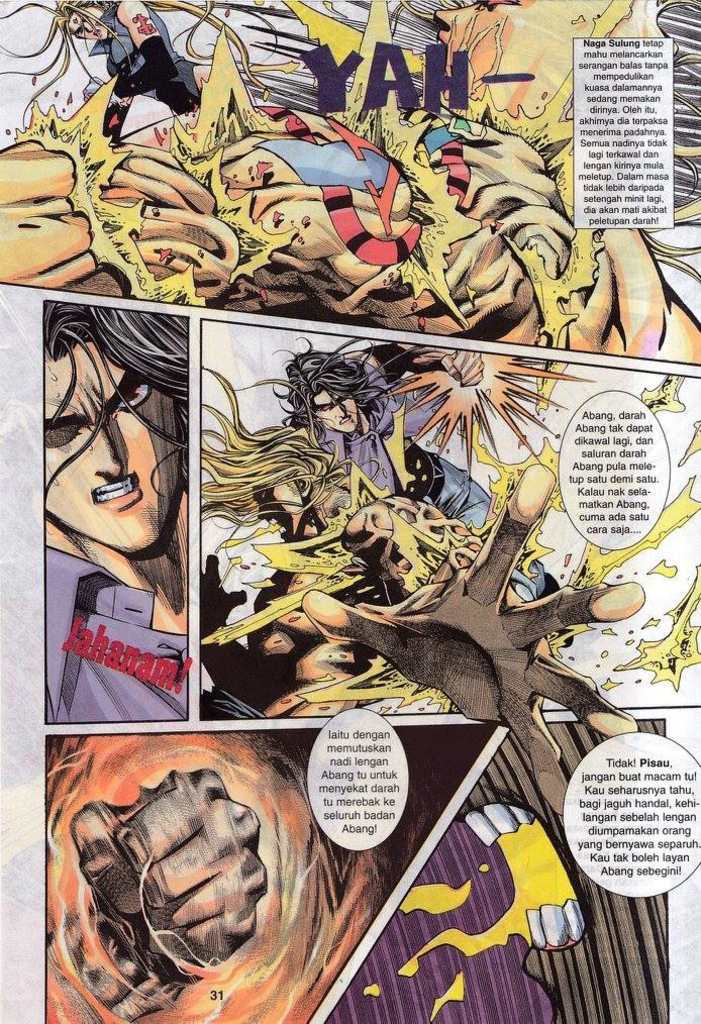 YAH—
Naga Sulung tetap
mahu melancarkan
serangan balas tanpa
mempedulikan
kuasa dalamannya
sedang memakan
dirinya. Oleh itu,
akhirnya dia terpaksa
menerima padahnya.
Semua nadinya tidak
lagi terkawal dan
lengan kirinya mula
meletup. Dalam masa
tidak lebih daripada
setengah minit lagi,
dia akan mati akibat
peletupan darah!
Jahanam!
Abang, darah
Abang tak dapat
dikawal lagi, dan
saluran darah
Abang pula mele-
tup satu demi satu.
Kalau nak sela-
matkan Abang,
cuma ada satu
cara saja....
Iaitu dengan
memutuskan
nadi lengan
Abang tu untuk
menyekat darah
tu merebak ke
seluruh badan
Abang!
Tidak! Pisau,
jangan buat macam tu!
Kau seharusnya tahu,
bagi jaguh handal, kehi-
langan sebelah lengan
diumpamakan orang
yang bernyawa separuh.
Kau tak boleh layan
Abang sebegini!
31